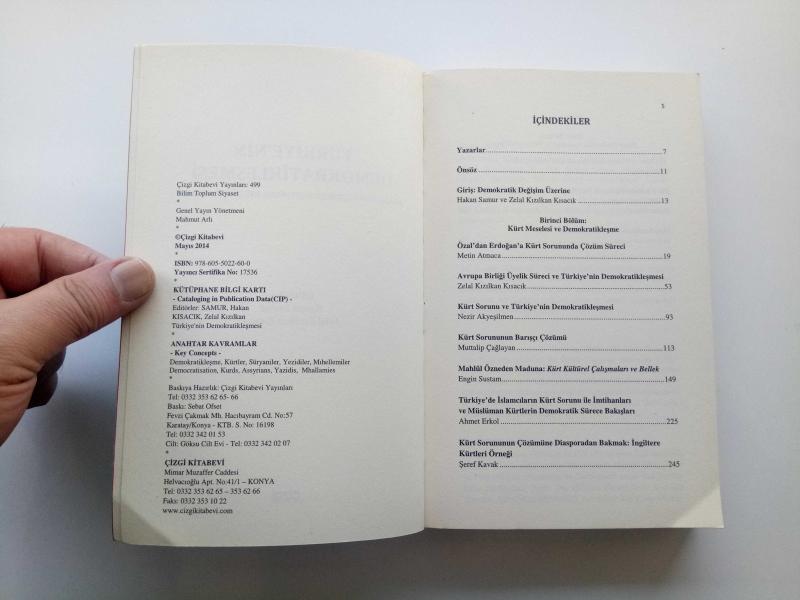 Çizgi Kitabevi Yayınları: 499
Bilim Toplum Siyaset
*
Genel Yayın Yönetmeni
Mahmut Arlı
*
©Çizgi Kitabevi
Mayıs 2014
*
ISBN: 978-605-5022-60-0
Yayıncı Sertifika No: 17536
*
KÜTÜPHANE BİLGİ KARTI
- Cataloging in Publication Data(CIP) -
Editörler: SAMUR, Hakan
KISACIK, Zelal Kızılkan
Türkiye'nin Demokratikleşmesi
*
ANAHTAR KAVRAMLAR
- Key Concepts -
Demokratikleşme, Kürtler, Süryaniler, Yezidiler, Mıhellemiler
Democratisation, Kurds, Assyrians, Yazidis, Mhallamies
*
Baskıya Hazırlık: Çizgi Kitabevi Yayınları
Tel: 0332 353 62 65- 66
Baskı: Sebat Ofset
Fevzi Çakmak Mh. Hacıbayram Cd. No:57
Karatay/Konya - KTB. S. No: 16198
Tel: 0332 342 01 53
Cilt: Göksu Cilt Evi - Tel: 0332 342 02 07
*
ÇİZGİ KİTABEVİ
Mimar Muzaffer Caddesi
Helvacıoğlu Apt. No:41/1 – KONYA
Tel: 0332 353 62 65 – 353 62 66
Faks: 0332 353 10 22
www.cizgikitabevi.com
5
İÇİNDEKİLER
Yazarlar 7
Önsöz 11
Giriş: Demokratik Değişim Üzerine
Hakan Samur ve Zelal Kızılkan Kısacık 13
Birinci Bölüm:
Kürt Meselesi ve Demokratikleşme
Özal'dan Erdoğan'a Kürt Sorununda Çözüm Süreci
Metin Atmaca 19
Avrupa Birliği Üyelik Süreci ve Türkiye'nin Demokratikleşmesi
Zelal Kızılkan Kısacık 53
Kürt Sorunu ve Türkiye'nin Demokratikleşmesi
Nezir Akyeşilmen 93
Kürt Sorununun Barışçı Çözümü
Muttalip Çağlayan 113
Mahlûl Özneden Maduna: Kürt Kültürel Çalışmaları ve Bellek
Engin Sustam 149
Türkiye'de İslamcıların Kürt Sorunu ile İmtihanları
ve Müslüman Kürtlerin Demokratik Sürece Bakışları
Ahmet Erkol 225
Kürt Sorununun Çözümüne Diasporadan Bakmak: İngiltere
Kürtleri Örneği
Şeref Kavak 245